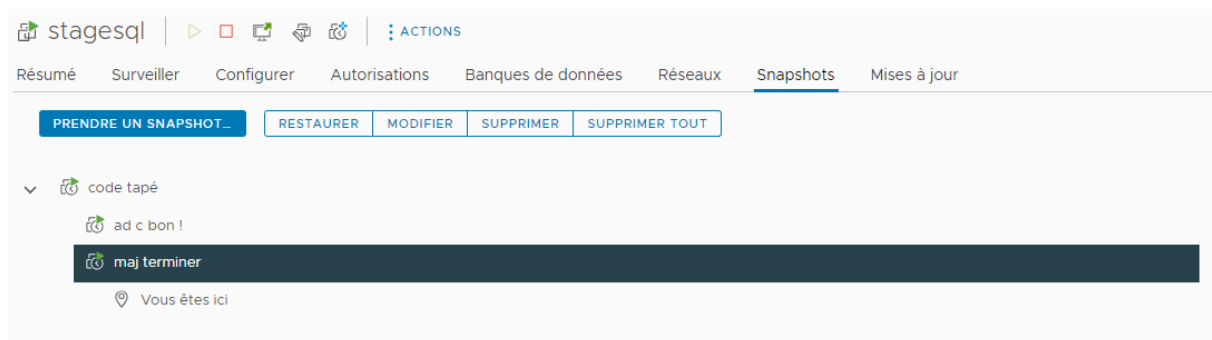 stagesql ACTIONS
Résumé Surveiller Configurer Autorisations Banques de données Réseaux Snapshots Mises à jour
PRENDRE UN SNAPSHOT... RESTAURER MODIFIER SUPPRIMER SUPPRIMER TOUT
code tapé
ad c bon !
maj terminer
Vous êtes ici